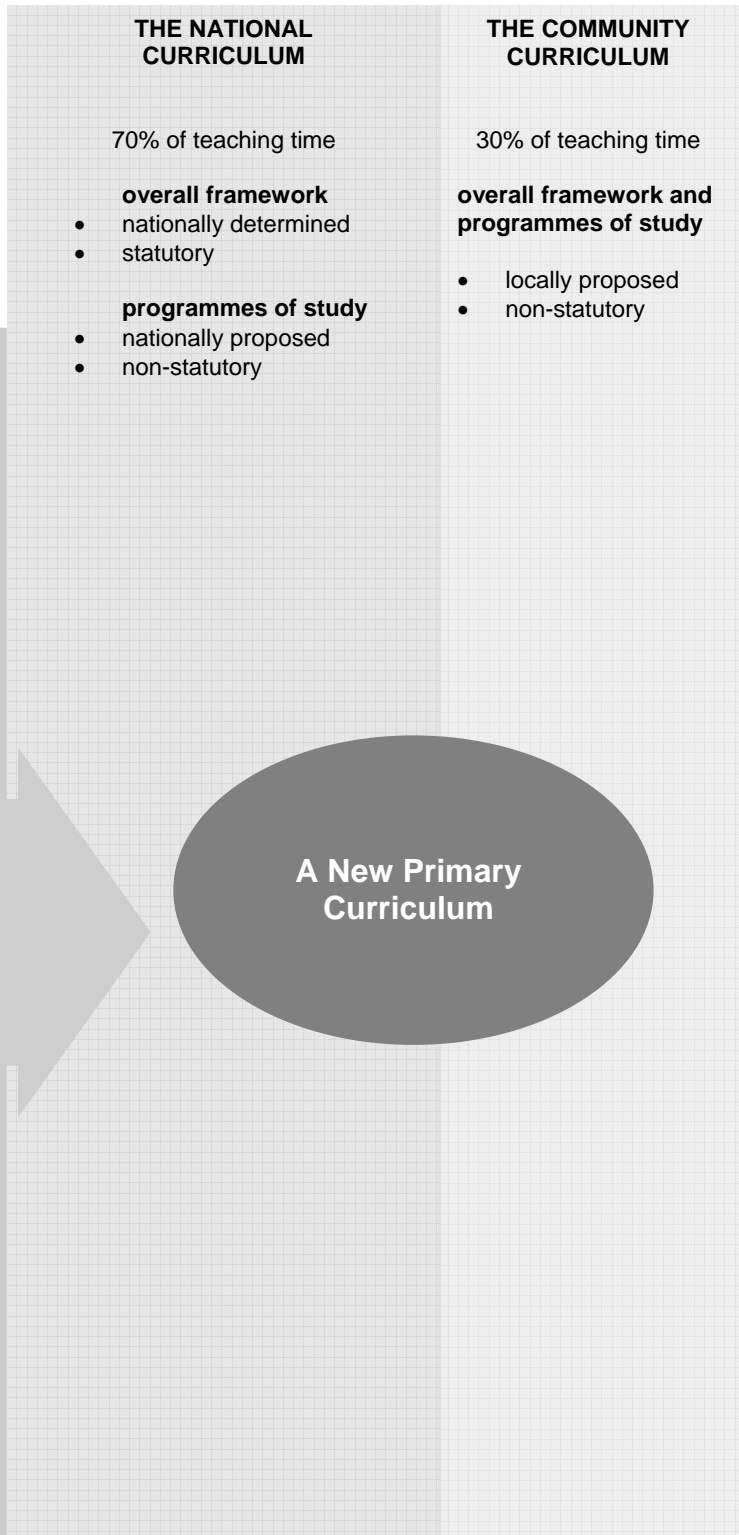 THE NATIONAL
CURRICULUM
70% of teaching time
overall framework
• nationally determined
• statutory
programmes of study
• nationally proposed
• non-statutory
THE COMMUNITY
CURRICULUM
30% of teaching time
overall framework and
programmes of study
• locally proposed
• non-statutory
A New Primary
Curriculum